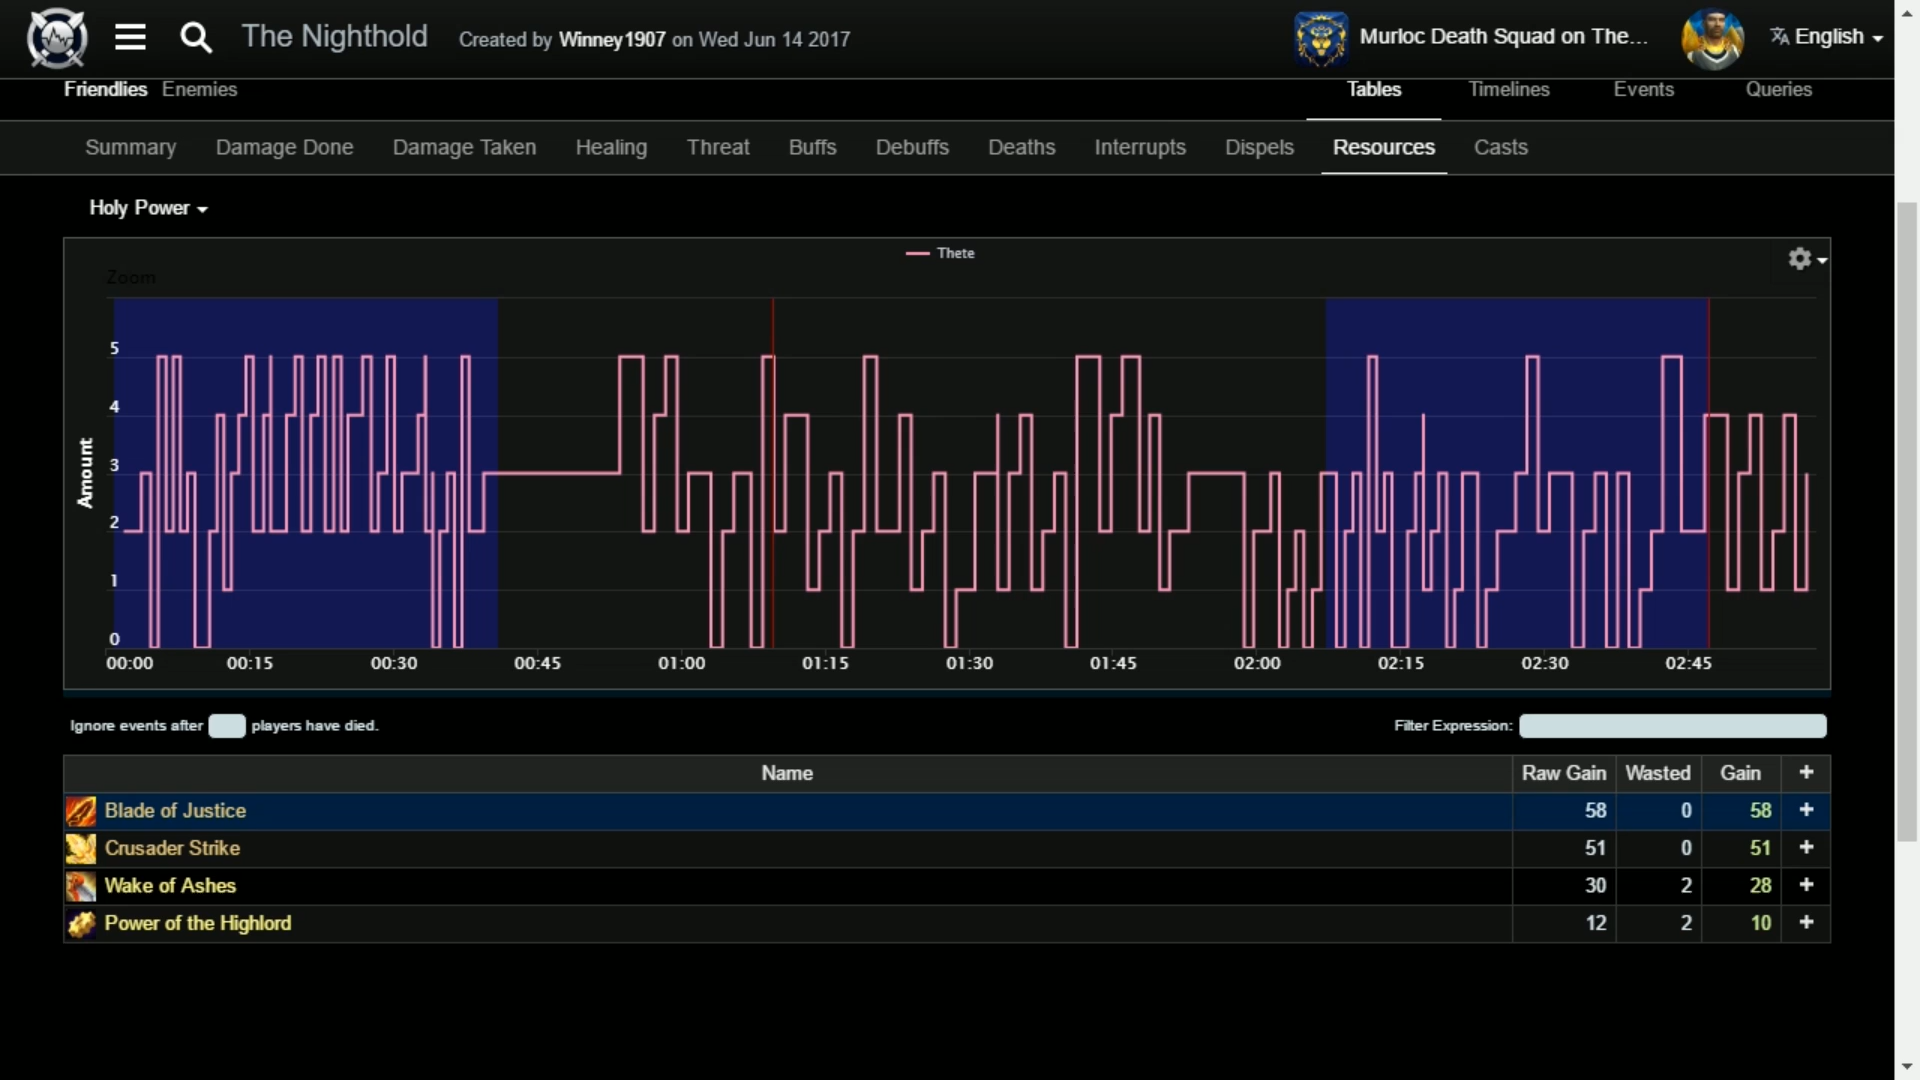 The Nighthold Created by Winney1907 on Wed Jun 14 2017 Murloc Death Squad on The... English
Friendlies Enemies Tables Timelines Events Queries
Summary Damage Done Damage Taken Healing Threat Buffs Debuffs Deaths Interrupts Dispels Resources Casts
Holy Power
Thete
Zoom
Amount
5
4
3
2
1
0
00:00 00:15 00:30 00:45 01:00 01:15 01:30 01:45 02:00 02:15 02:30 02:45
Ignore events after players have died. Filter Expression:
Name Raw Gain Wasted Gain +
Blade of Justice 58 0 58 +
Crusader Strike 51 0 51 +
Wake of Ashes 30 2 28 +
Power of the Highlord 12 2 10 +